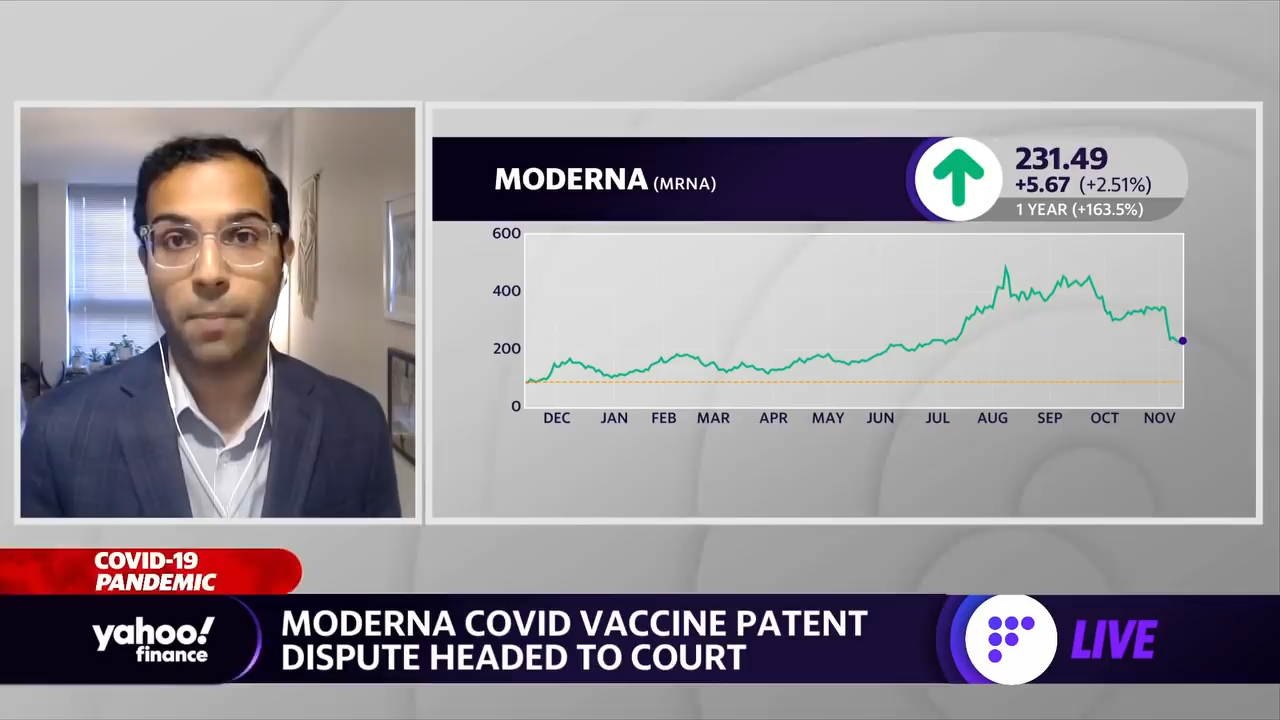 MODERNA (MRNA)
231.49
+5.67 (+2.51%)
1 YEAR (+163.5%)
600
400
200
0
DEC JAN FEB MAR APR MAY JUN JUL AUG SEP OCT NOV
COVID-19
PANDEMIC
yahoo!
finance
MODERNA COVID VACCINE PATENT
DISPUTE HEADED TO COURT
LIVE